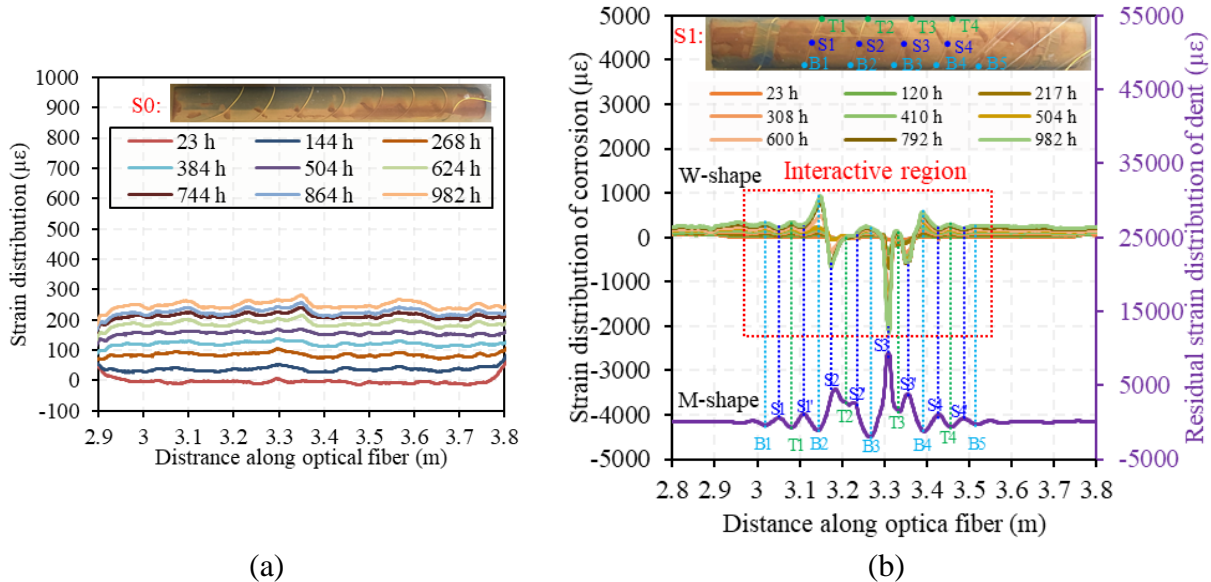 S0:
23 h 144 h 268 h
384 h 504 h 624 h
744 h 864 h 982 h
Strain distribution (με)
1000
900
800
700
600
500
400
300
200
100
0
-100
2.9 3 3.1 3.2 3.3 3.4 3.5 3.6 3.7 3.8
Distrance along optical fiber (m)
(a)
S1:
T1 T2 T3 T4
S1 S2 S3 S4
B1 B2 B3 B4 B5
23 h 120 h 217 h
308 h 410 h 504 h
600 h 792 h 982 h
W-shape
Interactive region
M-shape
S1 S1' S2 S2' S3 S3' S4 S4'
T1 T2 T3 T4
B1 B2 B3 B4 B5
Strain distribution of corrosion (με)
5000
4000
3000
2000
1000
0
-1000
-2000
-3000
-4000
-5000
Residual strain distribution of dent (με)
55000
45000
35000
25000
15000
5000
-5000
2.8 2.9 3 3.1 3.2 3.3 3.4 3.5 3.6 3.7 3.8
Distance along optica fiber (m)
(b)